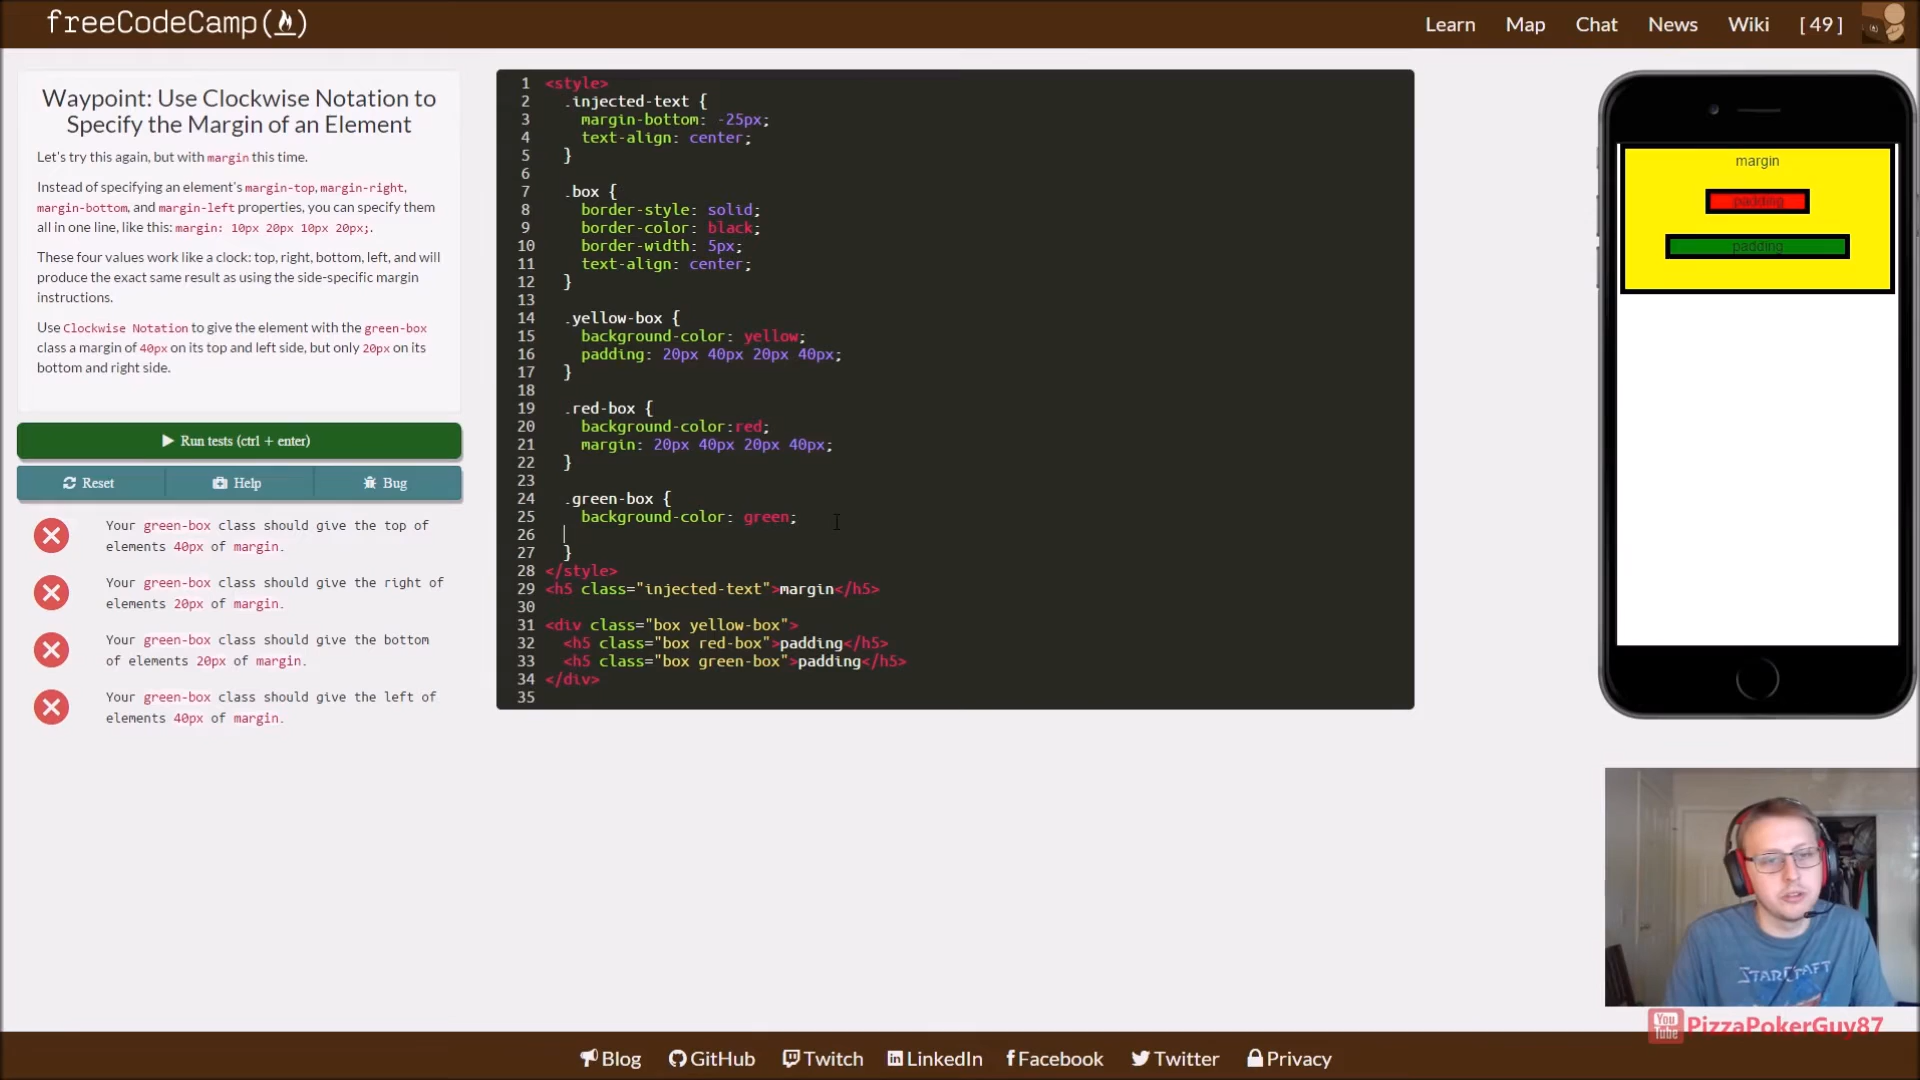 freeCodeCamp
Learn
Map
Chat
News
Wiki
[ 49 ]
Waypoint: Use Clockwise Notation to
Specify the Margin of an Element
Let's try this again, but with margin this time.
Instead of specifying an element's margin-top, margin-right,
margin-bottom, and margin-left properties, you can specify them
all in one line, like this: margin: 10px 20px 10px 20px;.
These four values work like a clock: top, right, bottom, left, and will
produce the exact same result as using the side-specific margin
instructions.
Use Clockwise Notation to give the element with the green-box
class a margin of 40px on its top and left side, but only 20px on its
bottom and right side.
Run tests (ctrl + enter)
Reset
Help
Bug
Your green-box class should give the top of
elements 40px of margin.
Your green-box class should give the right of
elements 20px of margin.
Your green-box class should give the bottom
of elements 20px of margin.
Your green-box class should give the left of
elements 40px of margin.
1 <style>
2 .injected-text {
3 margin-bottom: -25px;
4 text-align: center;
5 }
6
7 .box {
8 border-style: solid;
9 border-color: black;
10 border-width: 5px;
11 text-align: center;
12 }
13
14 .yellow-box {
15 background-color: yellow;
16 padding: 20px 40px 20px 40px;
17 }
18
19 .red-box {
20 background-color:red;
21 margin: 20px 40px 20px 40px;
22 }
23
24 .green-box {
25 background-color: green;
26
27 }
28 </style>
29 <h5 class="injected-text">margin</h5>
30
31 <div class="box yellow-box">
32 <h5 class="box red-box">padding</h5>
33 <h5 class="box green-box">padding</h5>
34 </div>
35
margin
padding
padding
STARCRAFT
You Tube PizzaPokerGuy87
Blog
GitHub
Twitch
LinkedIn
Facebook
Twitter
Privacy